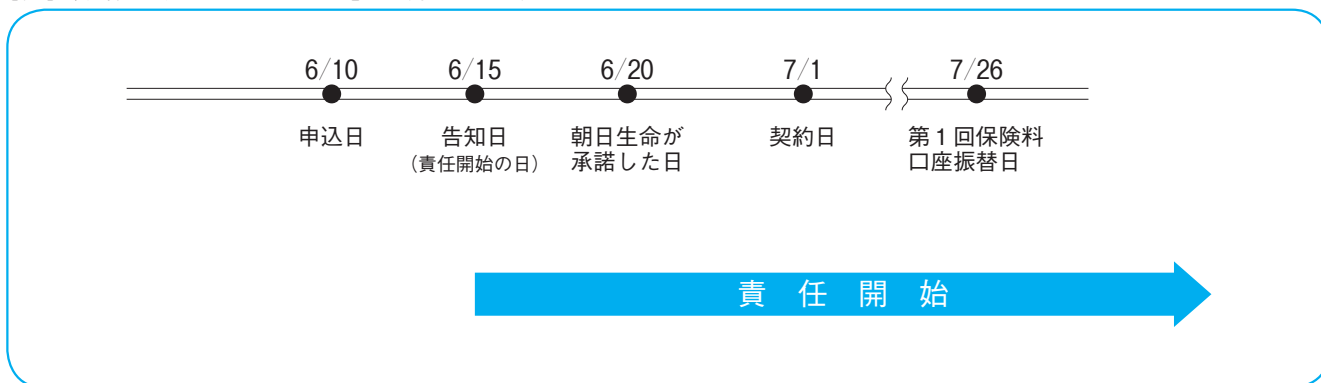 6/10
6/15
6/20
7/1
7/26
申込日
告知日
(責任開始の日)
朝日生命が
承諾した日
契約日
第1回保険料
口座振替日
責任開始